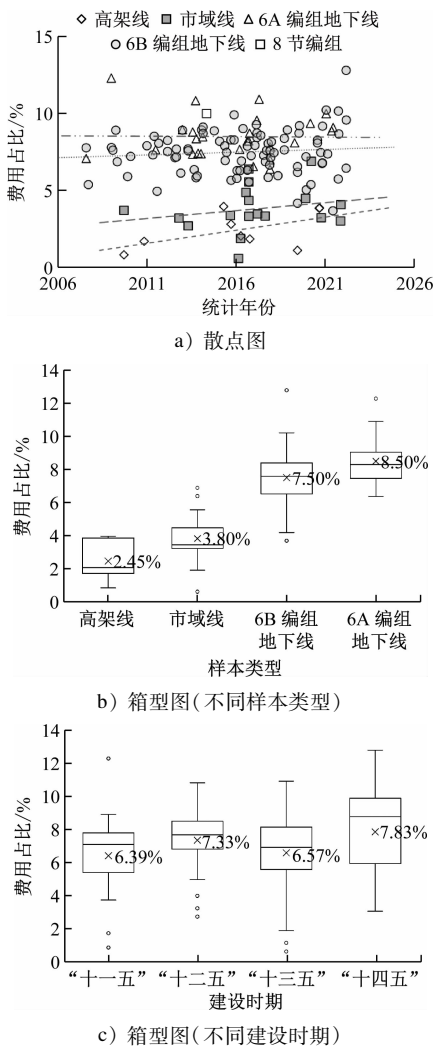 高架线 市域线 6A 编组地下线
6B 编组地下线 8 节编组
费用占比/%
15
10
5
0
2006 2011 2016 2021 2026
统计年份
a) 散点图
费用占比/%
14
12
10
8
6
4
2
0
2.45%
3.80%
7.50%
8.50%
高架线 市域线 6B 编组 6A 编组
地下线 地下线
样本类型
b) 箱型图(不同样本类型)
费用占比/%
14
12
10
8
6
4
2
0
6.39%
7.33%
6.57%
7.83%
“十一五” “十二五” “十三五” “十四五”
建设时期
c) 箱型图(不同建设时期)